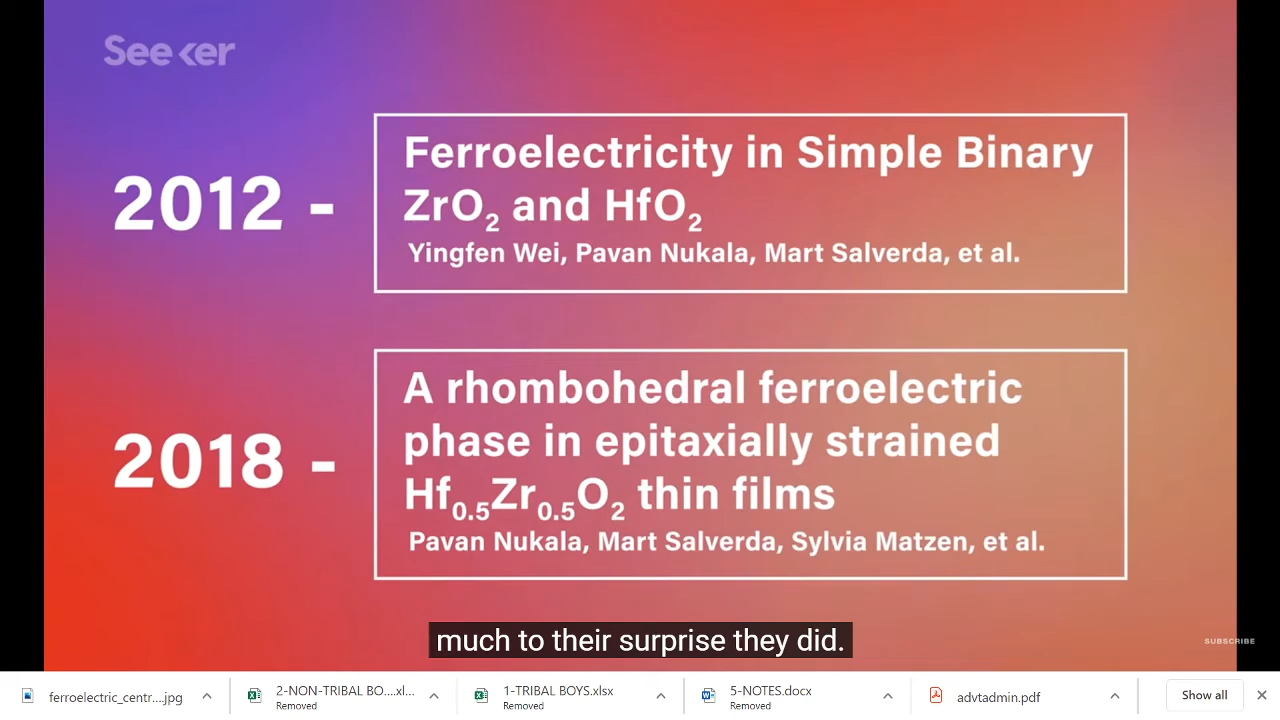 Seeker
2012 -
Ferroelectricity in Simple Binary
ZrO₂ and HfO₂
Yingfen Wei, Pavan Nukala, Mart Salverda, et al.
2018 -
A rhombohedral ferroelectric
phase in epitaxially strained
Hf₀.₅Zr₀.₅O₂ thin films
Pavan Nukala, Mart Salverda, Sylvia Matzen, et al.
much to their surprise they did.
SUBSCRIBE
ferroelectric_centr....jpg
2-NON-TRIBAL BO....xl...
Removed
1-TRIBAL BOYS.xlsx
Removed
5-NOTES.docx
Removed
advtadmin.pdf
Show all